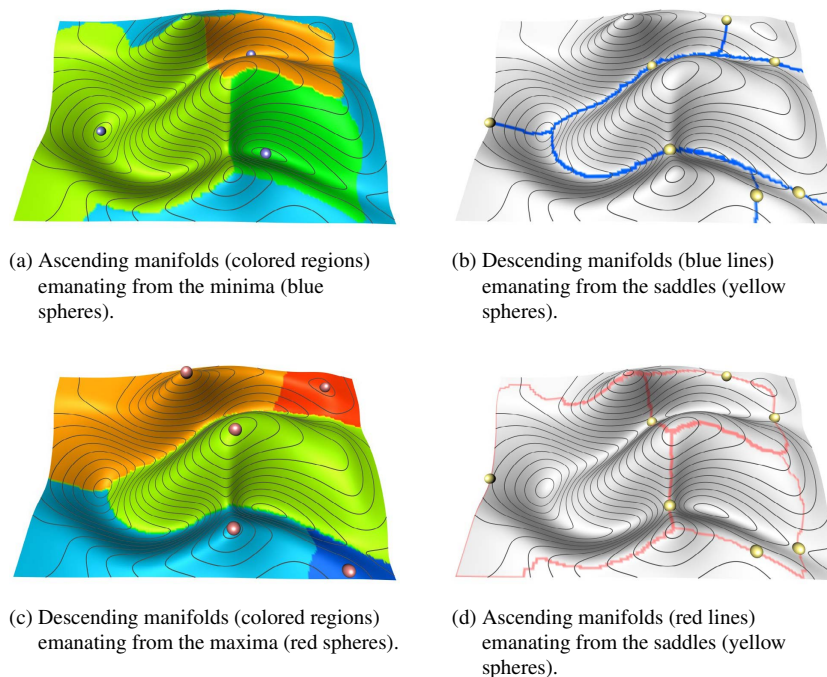 (a) Ascending manifolds (colored regions)
emanating from the minima (blue
spheres).
(b) Descending manifolds (blue lines)
emanating from the saddles (yellow
spheres).
(c) Descending manifolds (colored regions)
emanating from the maxima (red spheres).
(d) Ascending manifolds (red lines)
emanating from the saddles (yellow
spheres).